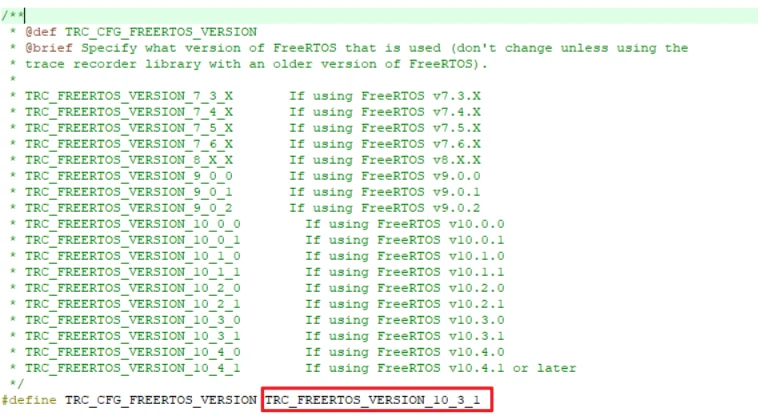 /**
* @def TRC_CFG_FREERTOS_VERSION
* @brief Specify what version of FreeRTOS that is used (don't change unless using the
* trace recorder library with an older version of FreeRTOS).
*
* TRC_FREERTOS_VERSION_7_3_X If using FreeRTOS v7.3.X
* TRC_FREERTOS_VERSION_7_4_X If using FreeRTOS v7.4.X
* TRC_FREERTOS_VERSION_7_5_X If using FreeRTOS v7.5.X
* TRC_FREERTOS_VERSION_7_6_X If using FreeRTOS v7.6.X
* TRC_FREERTOS_VERSION_8_X_X If using FreeRTOS v8.X.X
* TRC_FREERTOS_VERSION_9_0_0 If using FreeRTOS v9.0.0
* TRC_FREERTOS_VERSION_9_0_1 If using FreeRTOS v9.0.1
* TRC_FREERTOS_VERSION_9_0_2 If using FreeRTOS v9.0.2
* TRC_FREERTOS_VERSION_10_0_0 If using FreeRTOS v10.0.0
* TRC_FREERTOS_VERSION_10_0_1 If using FreeRTOS v10.0.1
* TRC_FREERTOS_VERSION_10_1_0 If using FreeRTOS v10.1.0
* TRC_FREERTOS_VERSION_10_1_1 If using FreeRTOS v10.1.1
* TRC_FREERTOS_VERSION_10_2_0 If using FreeRTOS v10.2.0
* TRC_FREERTOS_VERSION_10_2_1 If using FreeRTOS v10.2.1
* TRC_FREERTOS_VERSION_10_3_0 If using FreeRTOS v10.3.0
* TRC_FREERTOS_VERSION_10_3_1 If using FreeRTOS v10.3.1
* TRC_FREERTOS_VERSION_10_4_0 If using FreeRTOS v10.4.0
* TRC_FREERTOS_VERSION_10_4_1 If using FreeRTOS v10.4.1 or later
*/
#define TRC_CFG_FREERTOS_VERSION TRC_FREERTOS_VERSION_10_3_1